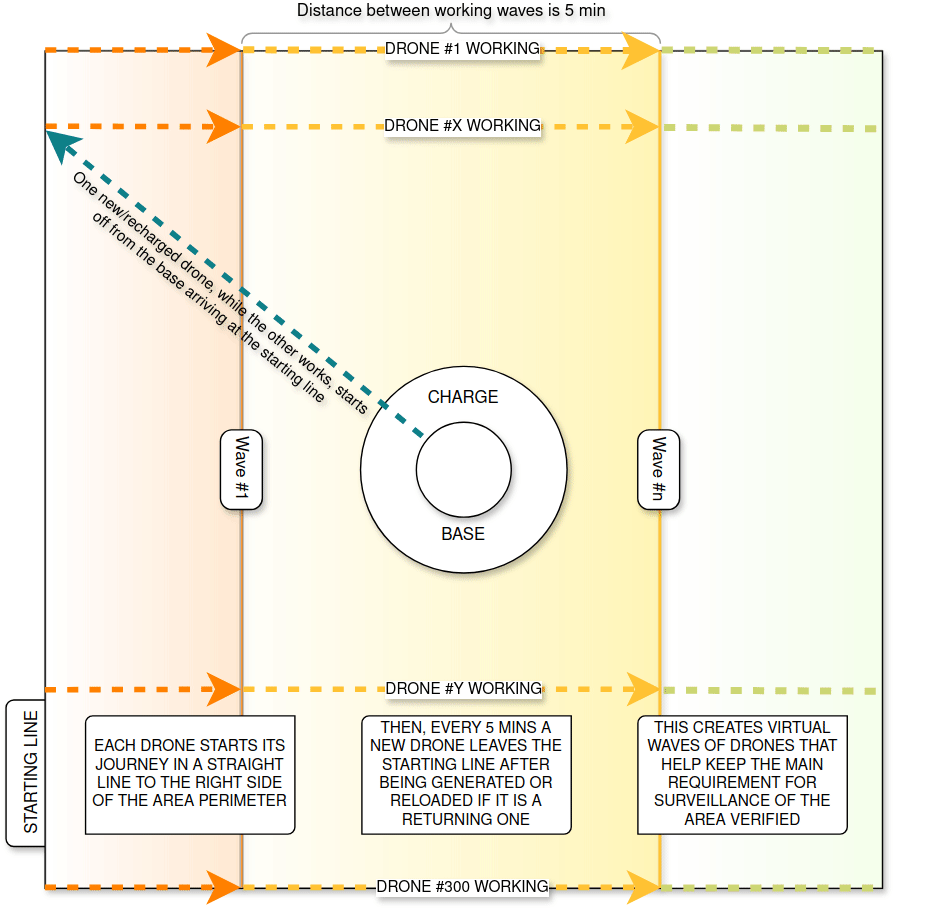 Distance between working waves is 5 min
DRONE #1 WORKING
DRONE #X WORKING
One new/recharged drone, while the other works, starts
off from the base arriving at the starting line
CHARGE
BASE
Wave #1
Wave #n
DRONE #Y WORKING
STARTING LINE
EACH DRONE STARTS ITS
JOURNEY IN A STRAIGHT
LINE TO THE RIGHT SIDE
OF THE AREA PERIMETER
THEN, EVERY 5 MINS A
NEW DRONE LEAVES THE
STARTING LINE AFTER
BEING GENERATED OR
RELOADED IF IT IS A
RETURNING ONE
THIS CREATES VIRTUAL
WAVES OF DRONES THAT
HELP KEEP THE MAIN
REQUIREMENT FOR
SURVEILLANCE OF THE
AREA VERIFIED
DRONE #300 WORKING